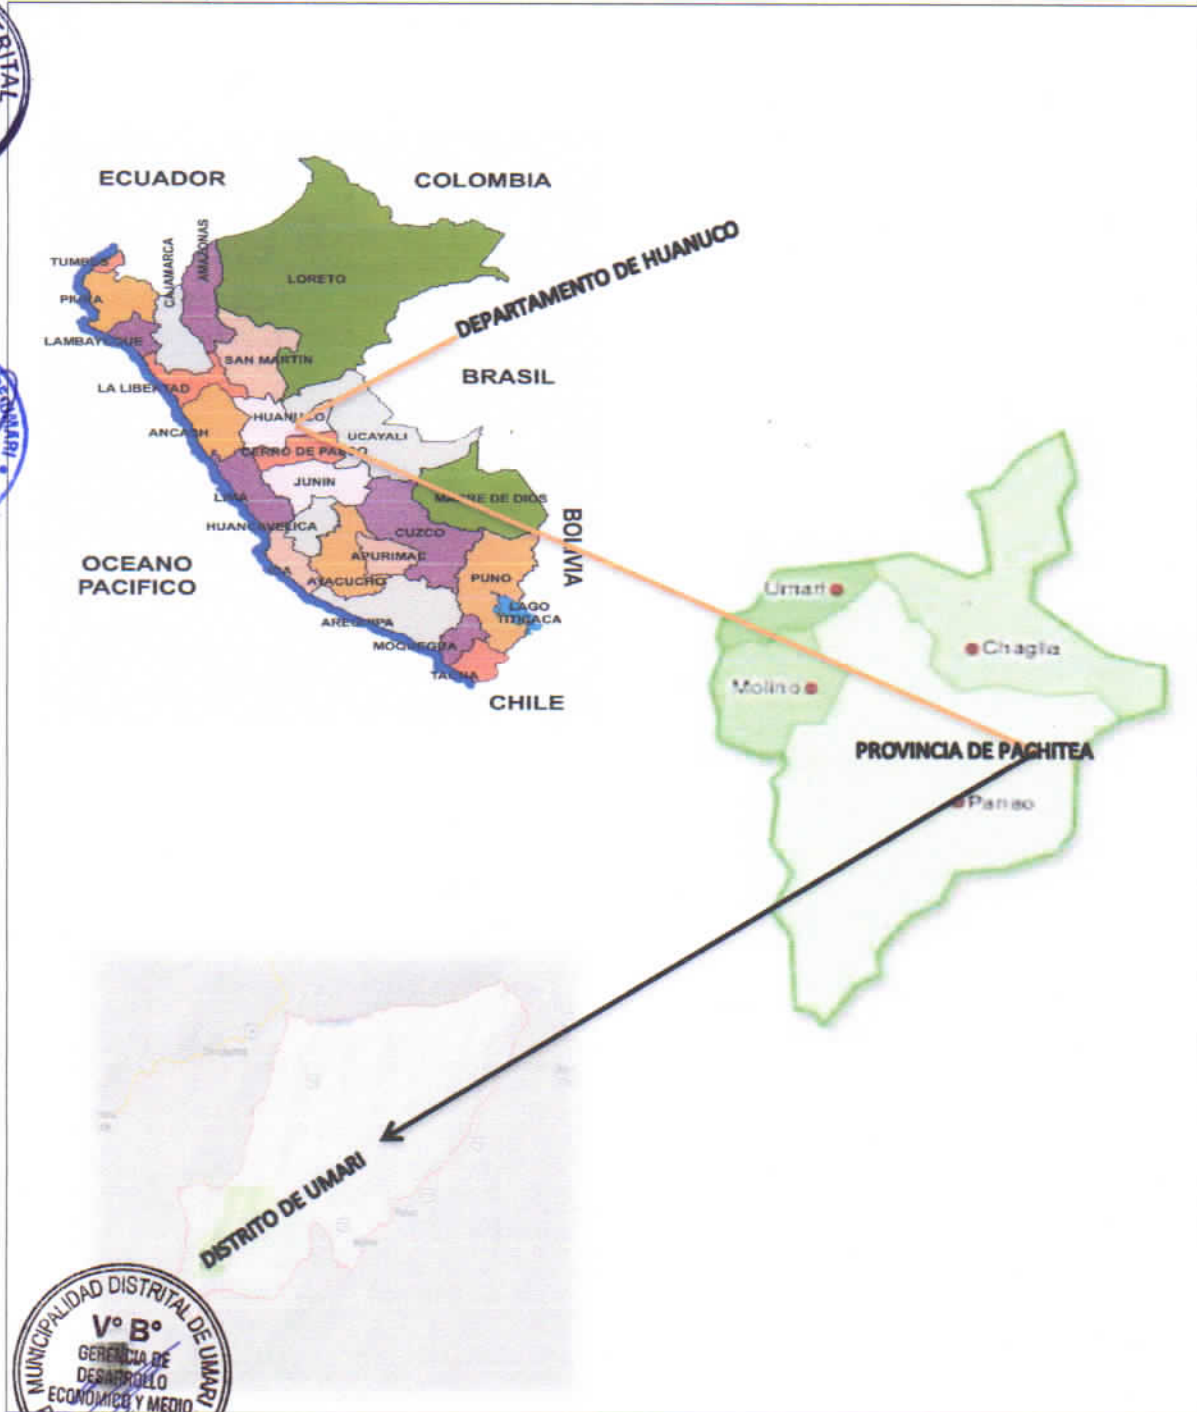 RITAL
ECUADOR
COLOMBIA
DEPARTAMENTO DE HUANUCO
TUMBES
CAJAMARCA
AMAZONAS
LORETO
PIURA
LAMBAYEQUE
SAN MARTIN
BRASIL
LA LIBERTAD
HUANUCO
ANCASH
UCAYALI
CERRO DE PASCO
JUNIN
LIMA
MADRE DE DIOS
HUANCAVELICA
CUZCO
BOLIVIA
OCEANO
PACIFICO
APURIMAC
AYACUCHO
PUNO
LAGO
TITICACA
AREQUIPA
MOQUEGUA
TACNA
CHILE
Umari
Chaglla
Molino
PROVINCIA DE PACHITEA
Panao
DISTRITO DE UMARI
MUNICIPALIDAD DISTRITAL DE UMARI
V° B°
GERENCIA DE
DESARROLLO
ECONOMICO Y MEDIO